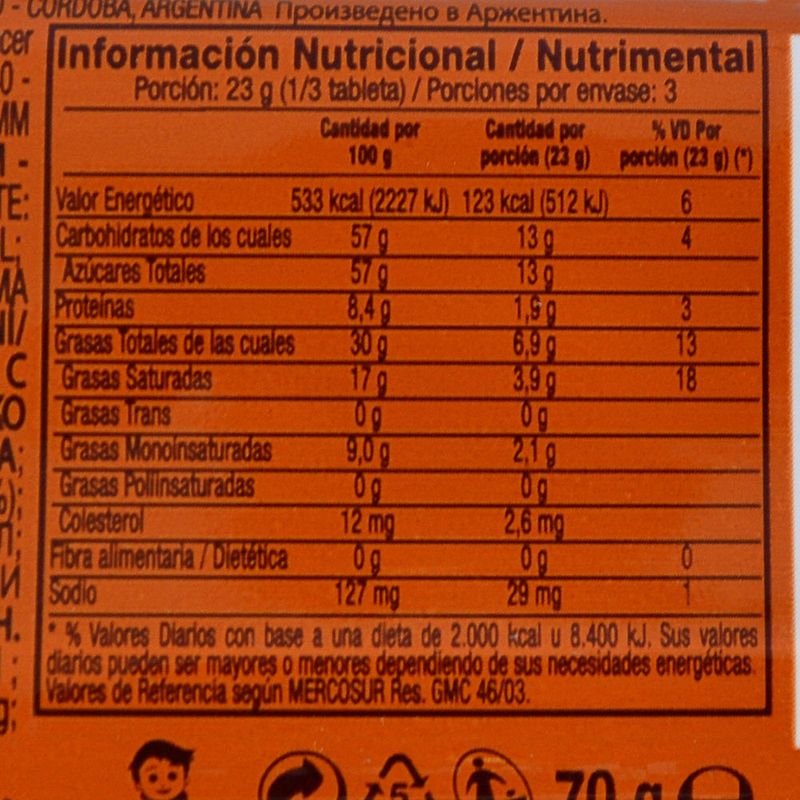 - CÓRDOBA, ARGENTINA Произведено в Аржентина.
Información Nutricional / Nutrimental
Porción: 23 g (1/3 tableta) / Porciones por envase: 3
Cantidad por 100 g Cantidad por porción (23 g) % VD Por porción (23 g) (*)
Valor Energético 533 kcal (2227 kJ) 123 kcal (512 kJ) 6
Carbohidratos de los cuales 57 g 13 g 4
Azúcares Totales 57 g 13 g
Proteínas 8,4 g 1,9 g 3
Grasas Totales de las cuales 30 g 6,9 g 13
Grasas Saturadas 17 g 3,9 g 18
Grasas Trans 0 g 0 g
Grasas Monoinsaturadas 9,0 g 2,1 g
Grasas Poliinsaturadas 0 g 0 g
Colesterol 12 mg 2,6 mg
Fibra alimentaria / Dietética 0 g 0 g 0
Sodio 127 mg 29 mg 1
* % Valores Diarios con base a una dieta de 2.000 kcal u 8.400 kJ. Sus valores
diarios pueden ser mayores o menores dependiendo de sus necesidades energéticas.
Valores de Referencia según MERCOSUR Res. GMC 46/03.
5 70 g